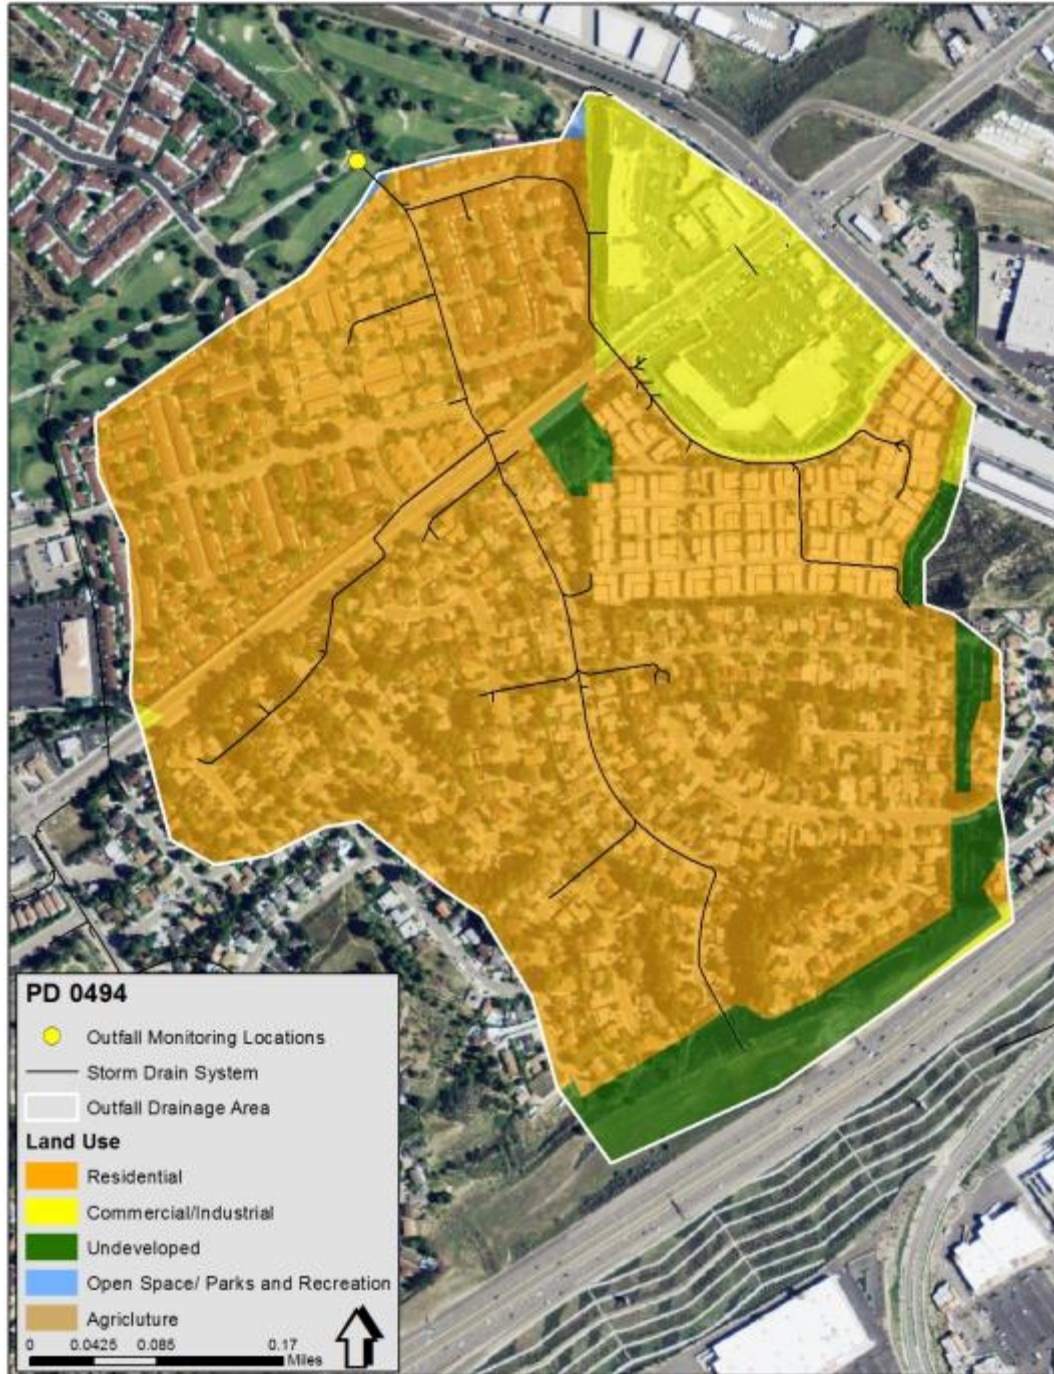 PD 0494
Outfall Monitoring Locations
Storm Drain System
Outfall Drainage Area
Land Use
Residential
Commercial/Industrial
Undeveloped
Open Space/ Parks and Recreation
Agricluture
0 0.0425 0.085 0.17
Miles